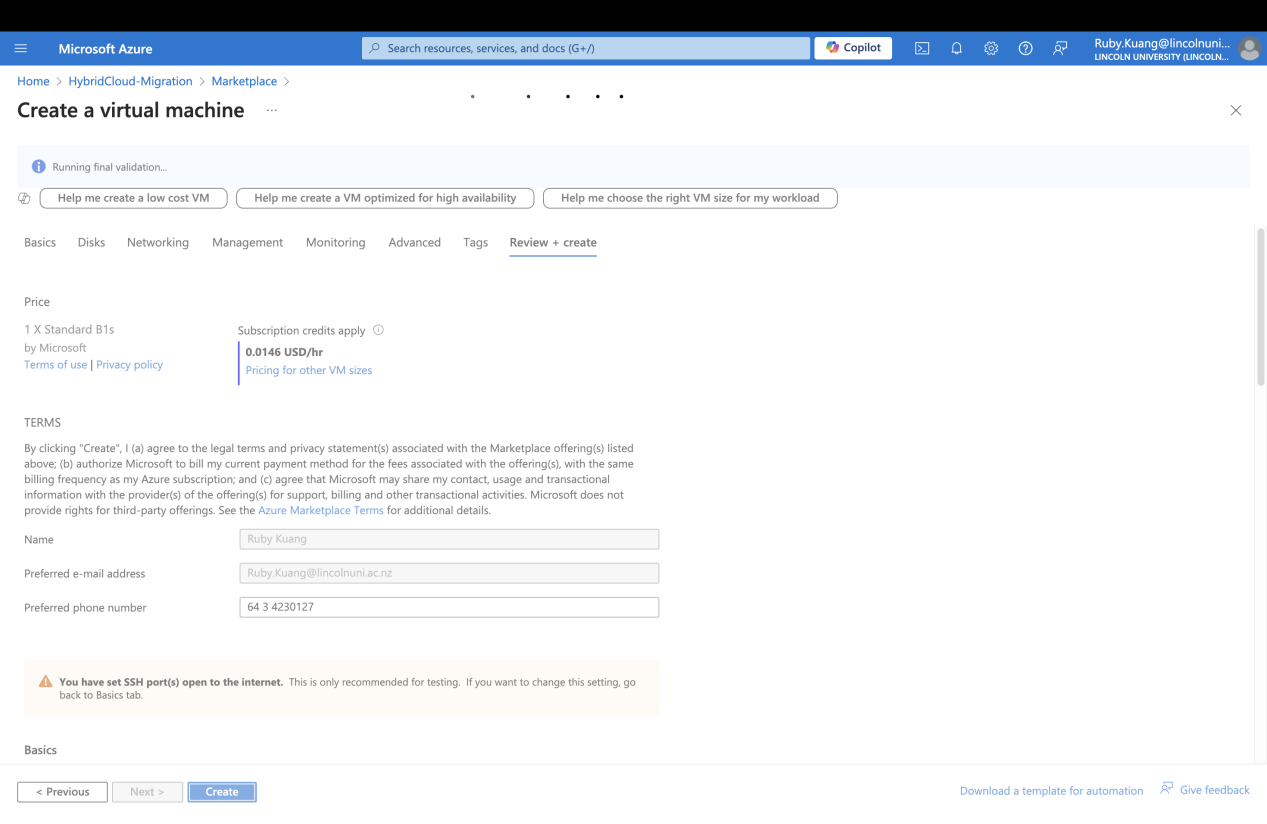 Microsoft Azure
Search resources, services, and docs (G+/)
Copilot
Ruby.Kuang@lincolnuni...
LINCOLN UNIVERSITY (LINCOLN...
Home > HybridCloud-Migration > Marketplace >
Create a virtual machine ...
Running final validation...
Help me create a low cost VM
Help me create a VM optimized for high availability
Help me choose the right VM size for my workload
Basics Disks Networking Management Monitoring Advanced Tags Review + create
Price
1 X Standard B1s
by Microsoft
Terms of use | Privacy policy
Subscription credits apply
0.0146 USD/hr
Pricing for other VM sizes
TERMS
By clicking "Create", I (a) agree to the legal terms and privacy statement(s) associated with the Marketplace offering(s) listed
above; (b) authorize Microsoft to bill my current payment method for the fees associated with the offering(s), with the same
billing frequency as my Azure subscription; and (c) agree that Microsoft may share my contact, usage and transactional
information with the provider(s) of the offering(s) for support, billing and other transactional activities. Microsoft does not
provide rights for third-party offerings. See the Azure Marketplace Terms for additional details.
Name
Ruby Kuang
Preferred e-mail address
Ruby.Kuang@lincolnuni.ac.nz
Preferred phone number
64 3 4230127
You have set SSH port(s) open to the internet. This is only recommended for testing. If you want to change this setting, go
back to Basics tab.
Basics
< Previous
Next >
Create
Download a template for automation
Give feedback